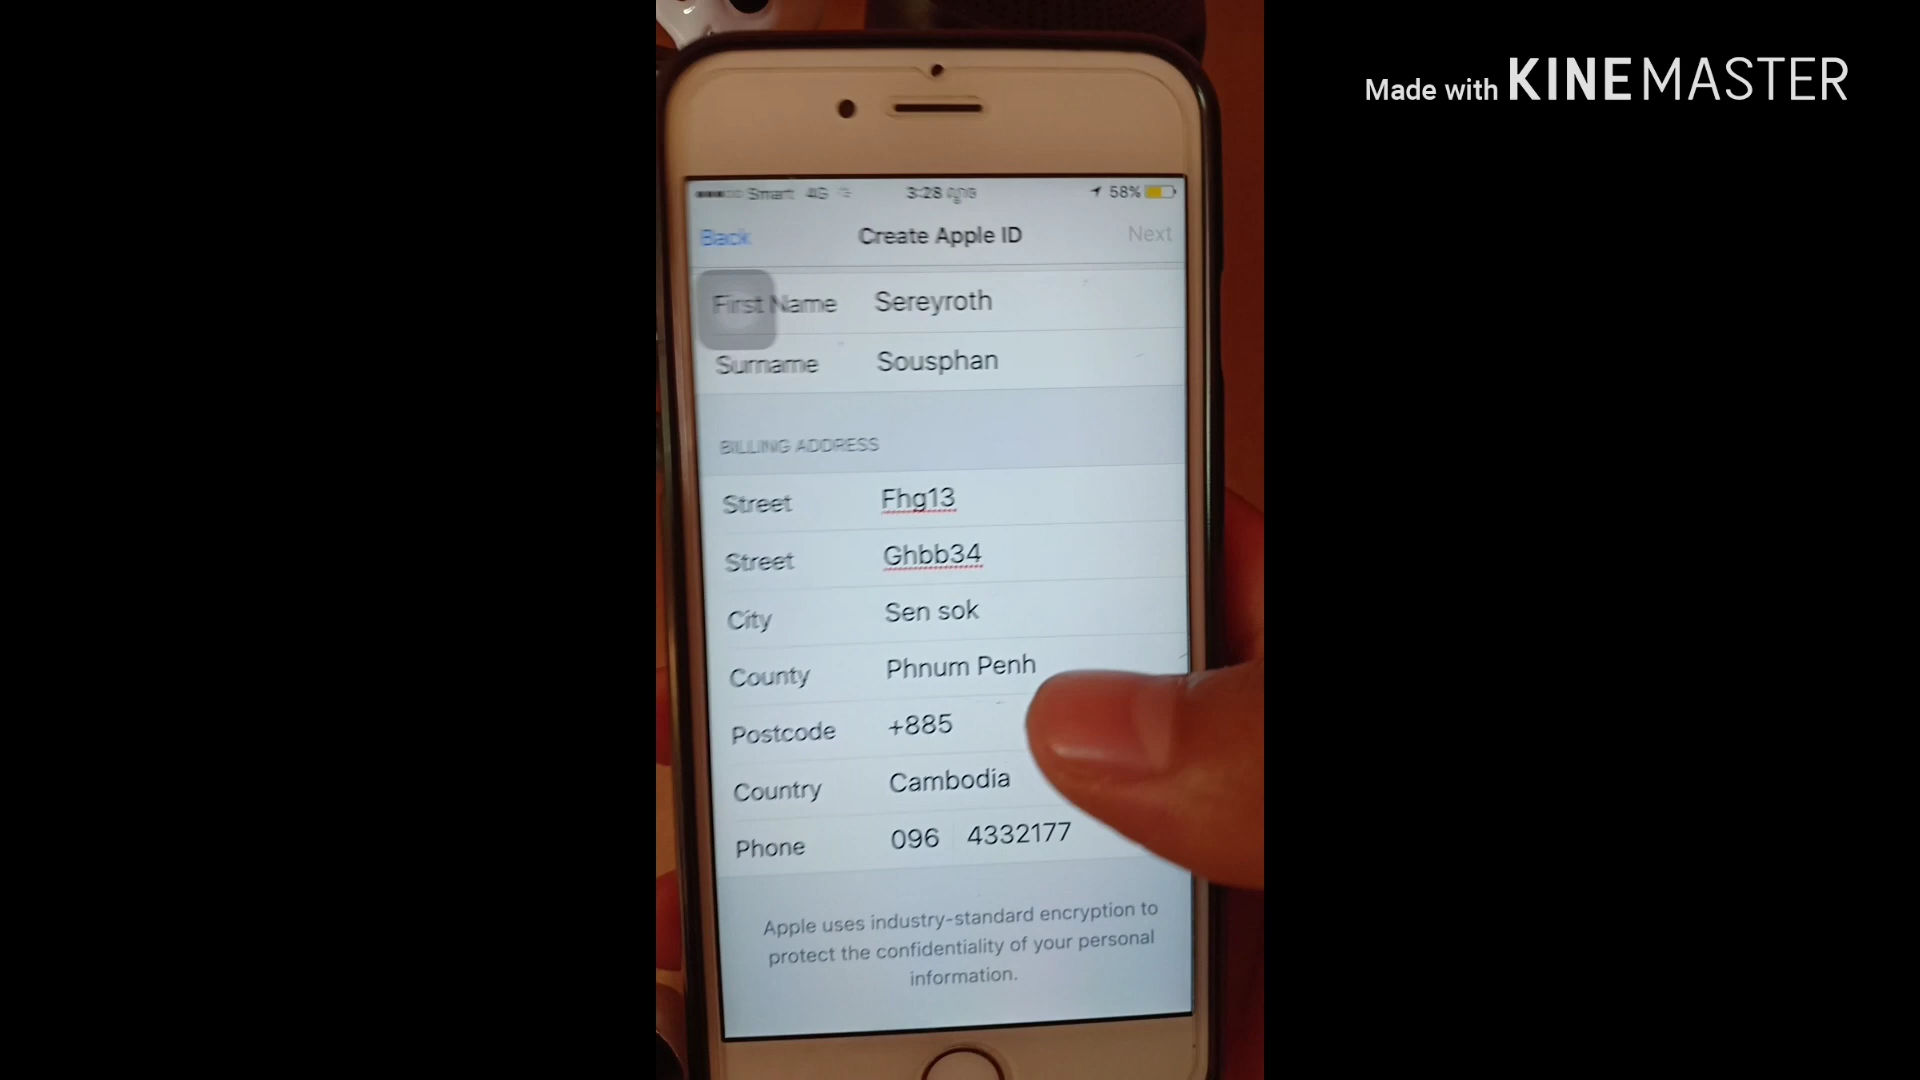 Made with KINEMASTER
Smart 4G 3:28 58%
Back Create Apple ID Next
First Name Sereyroth
Surname Sousphan
BILLING ADDRESS
Street Fhg13
Street Ghbb34
City Sen sok
County Phnum Penh
Postcode +885
Country Cambodia
Phone 096 4332177
Apple uses industry-standard encryption to
protect the confidentiality of your personal
information.